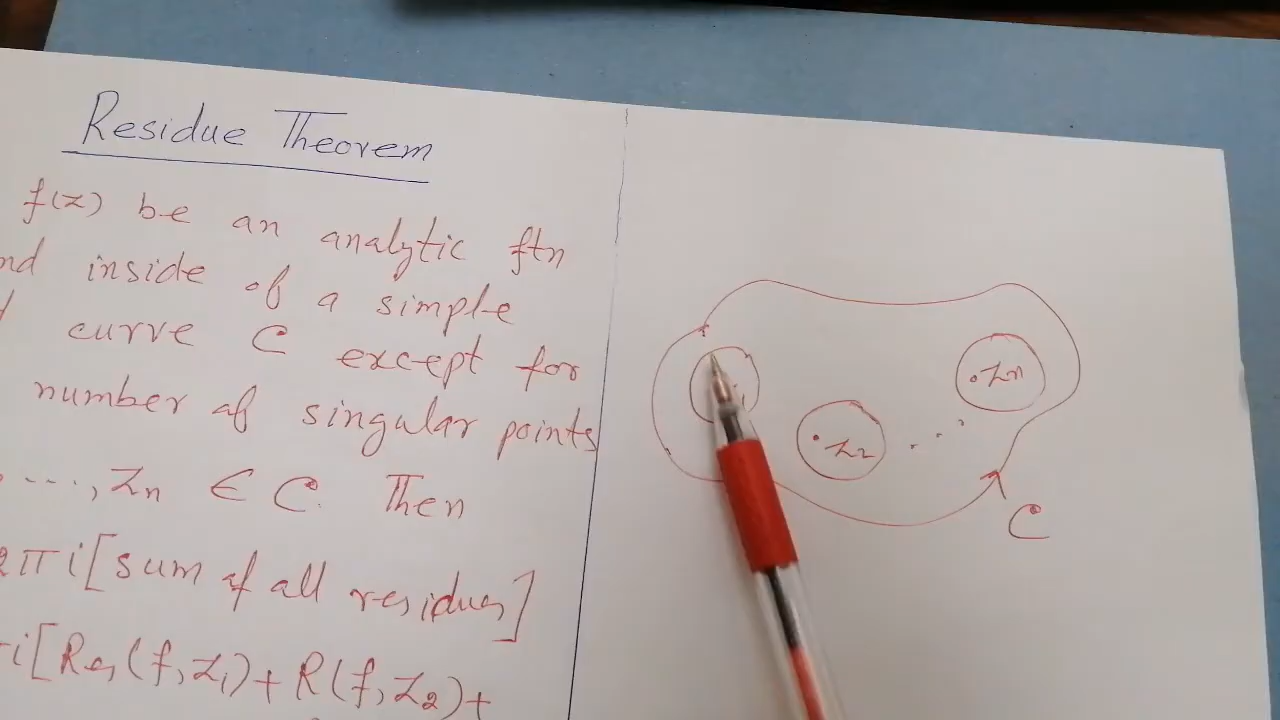 Residue Theorem
f(z) be an analytic ftn
nd inside of a simple
curve C except for
number of singular points
...., Zn ∈ C. Then
2πi[sum of all residues]
i[Res(f,Z1)+R(f,Z2)+
Z2
Zn
C